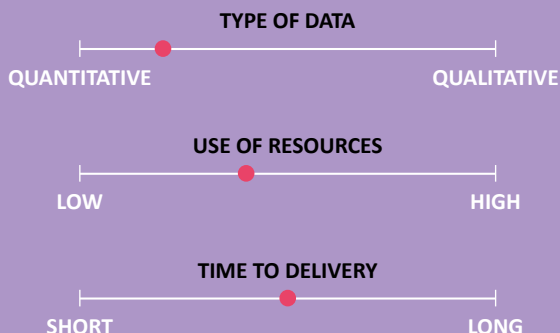 TYPE OF DATA
QUANTITATIVE QUALITATIVE
USE OF RESOURCES
LOW HIGH
TIME TO DELIVERY
SHORT LONG